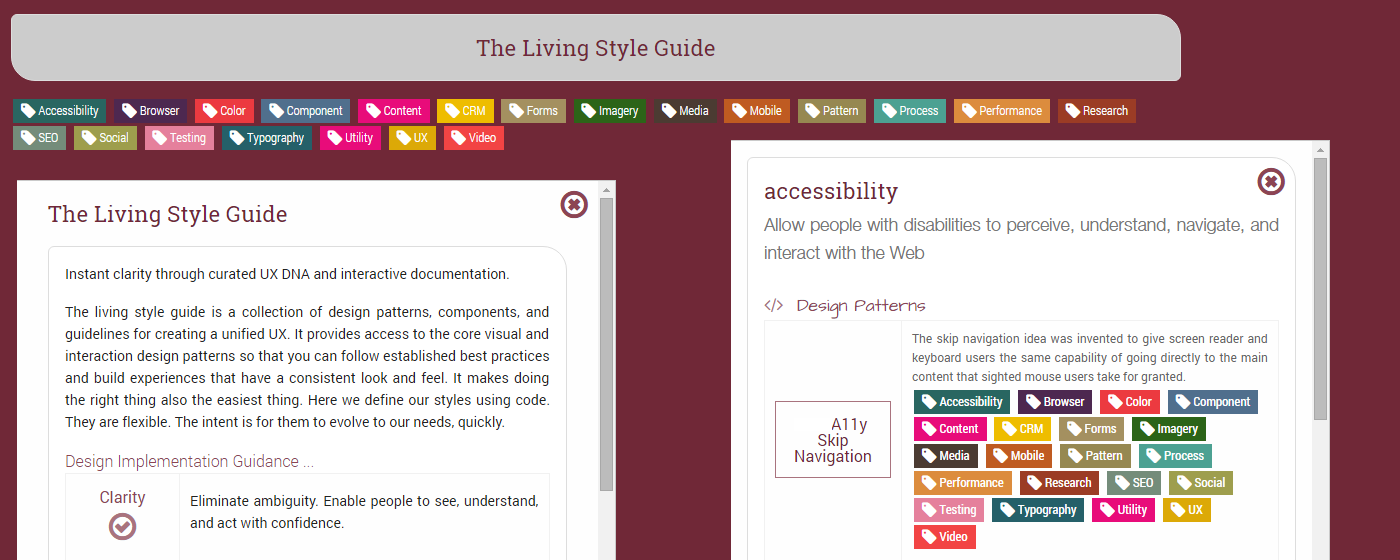 The Living Style Guide
Accessibility Browser Color Component Content CRM Forms Imagery Media Mobile Pattern Process Performance Research
SEO Social Testing Typography Utility UX Video
The Living Style Guide
Instant clarity through curated UX DNA and interactive documentation.
The living style guide is a collection of design patterns, components, and
guidelines for creating a unified UX. It provides access to the core visual and
interaction design patterns so that you can follow established best practices
and build experiences that have a consistent look and feel. It makes doing
the right thing also the easiest thing. Here we define our styles using code.
They are flexible. The intent is for them to evolve to our needs, quickly.
Design Implementation Guidance ...
Clarity
Eliminate ambiguity. Enable people to see, understand,
and act with confidence.
accessibility
Allow people with disabilities to perceive, understand, navigate, and
interact with the Web
</> Design Patterns
A11y
Skip
Navigation
The skip navigation idea was invented to give screen reader and
keyboard users the same capability of going directly to the main
content that sighted mouse users take for granted.
Accessibility Browser Color Component
Content CRM Forms Imagery
Media Mobile Pattern Process
Performance Research SEO Social
Testing Typography Utility UX
Video